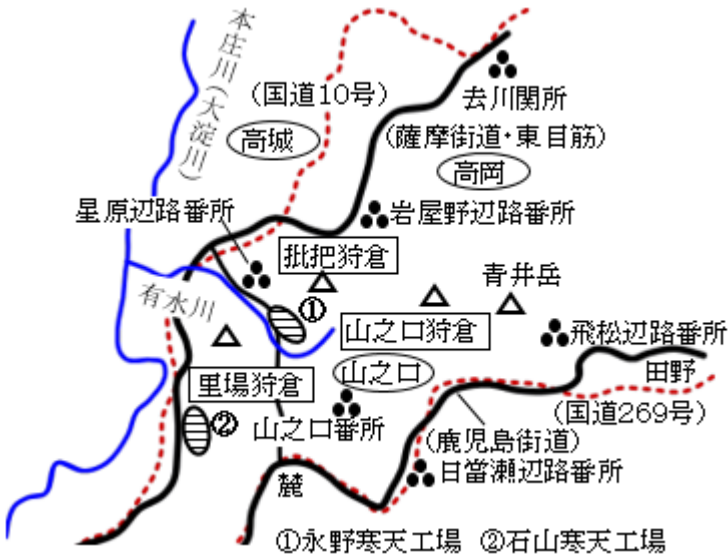 本庄川(大淀川)
(国道10号)
去川関所
高城
(薩摩街道・東目筋)
高岡
星原辺路番所
岩屋野辺路番所
批把狩倉
青井岳
有水川
①
山之口狩倉
飛松辺路番所
山之口
里場狩倉
田野
②
山之口番所
(国道269号)
(鹿児島街道)
麓
日當瀬辺路番所
①永野寒天工場 ②石山寒天工場